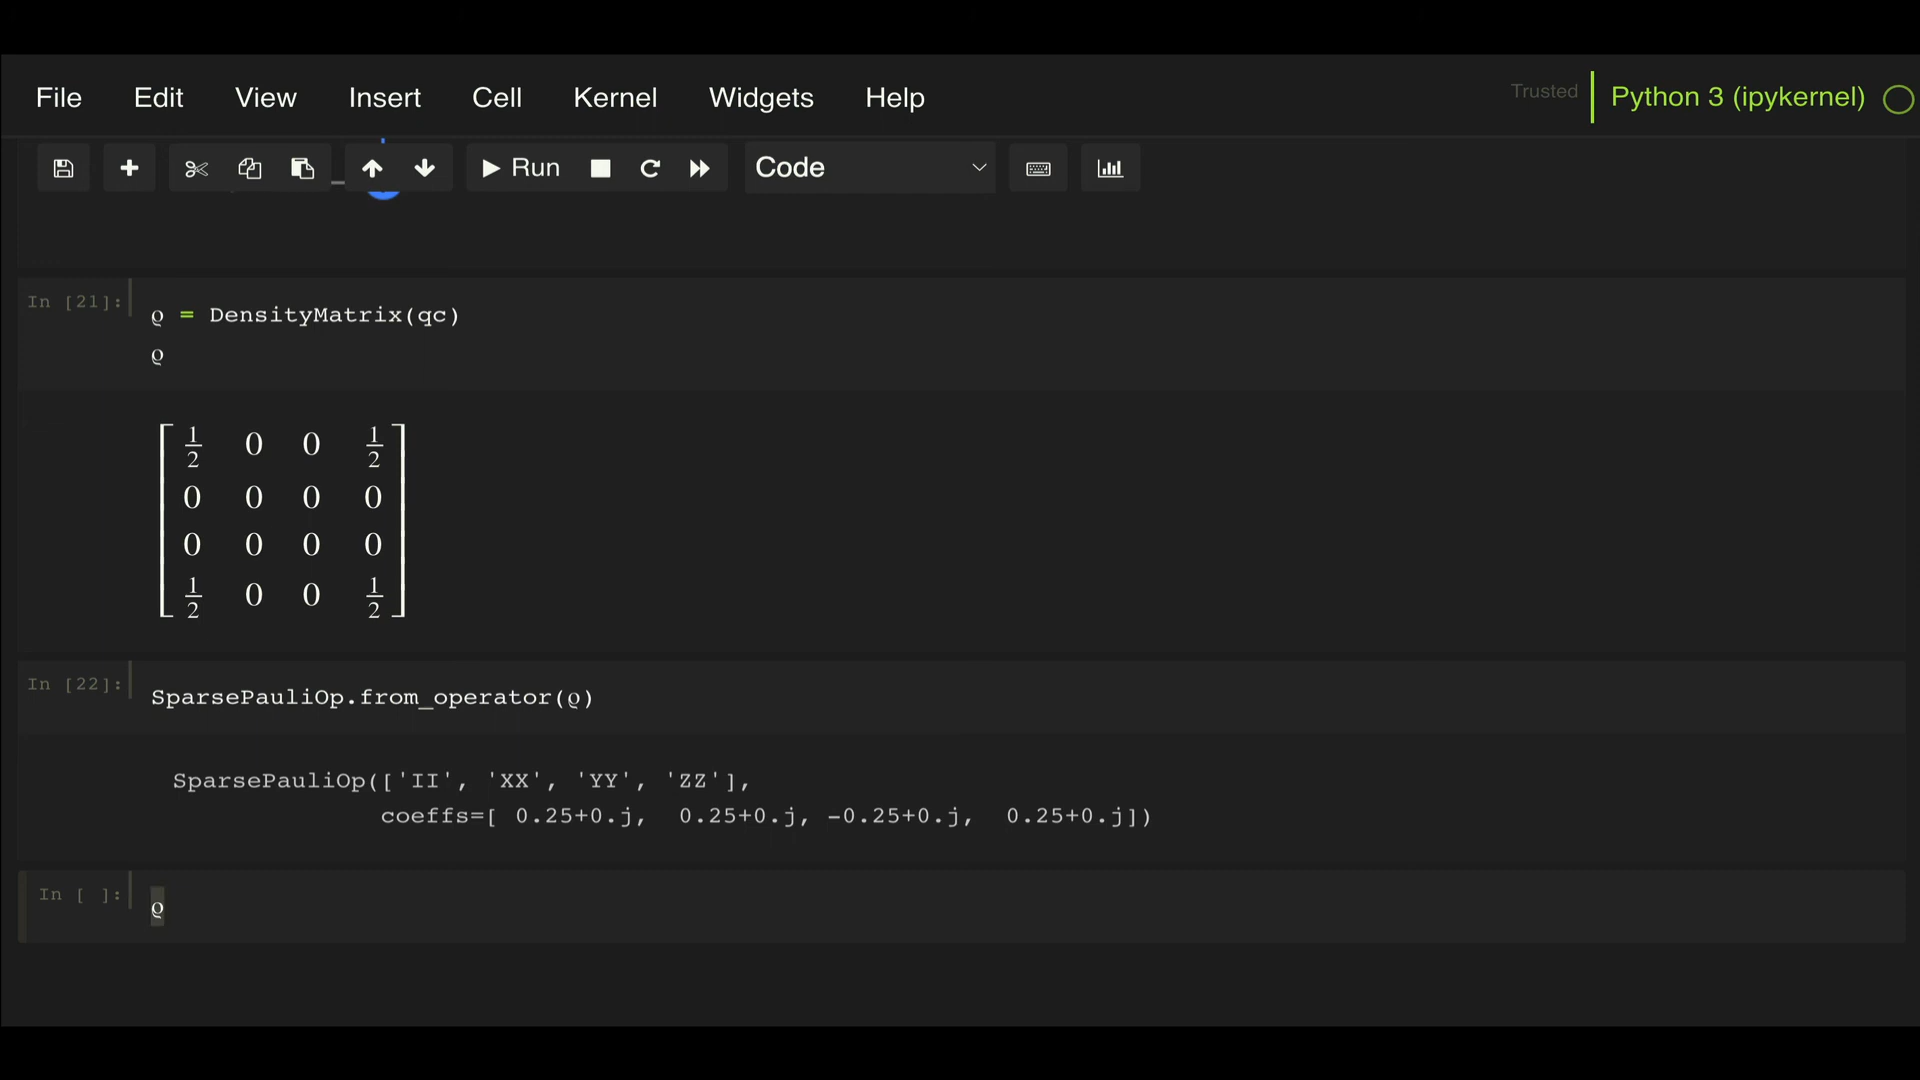 File Edit View Insert Cell Kernel Widgets Help Trusted Python 3 (ipykernel)
Run Code
In [21]: ϱ = DensityMatrix(qc)
ϱ
1/2 0 0 1/2
0 0 0 0
0 0 0 0
1/2 0 0 1/2
In [22]: SparsePauliOp.from_operator(ϱ)
SparsePauliOp(['II', 'XX', 'YY', 'ZZ'],
coeffs=[ 0.25+0.j, 0.25+0.j, -0.25+0.j, 0.25+0.j])
In [ ]: ϱ